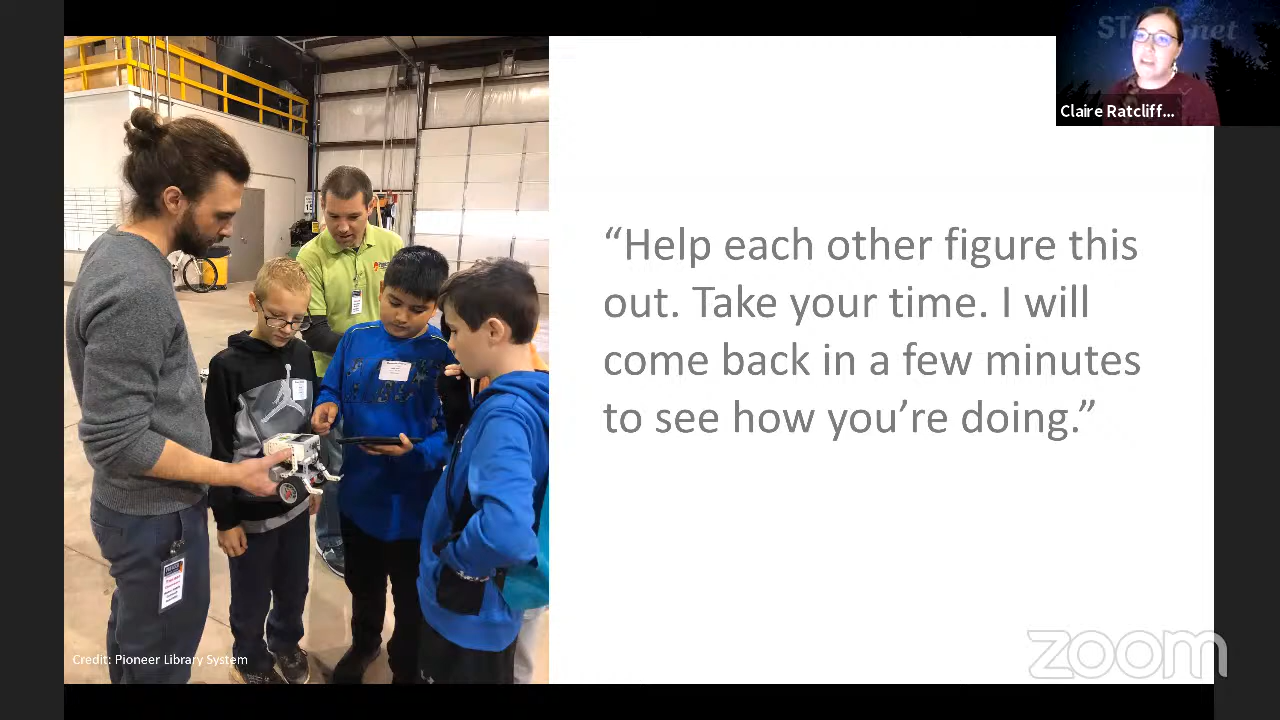 Claire Ratcliff...
“Help each other figure this
out. Take your time. I will
come back in a few minutes
to see how you’re doing.”
Credit: Pioneer Library System
zoom